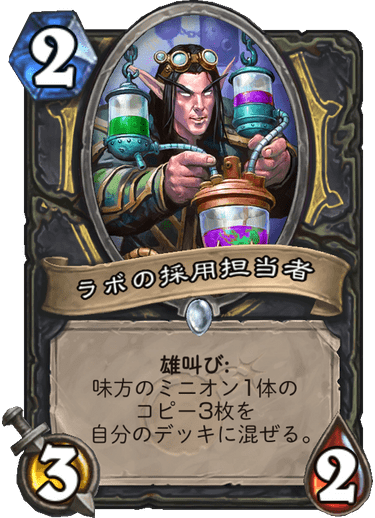 2
ラボの採用担当者
雄叫び:
味方のミニオン1体の
コピー3枚を
自分のデッキに混ぜる。
3
2